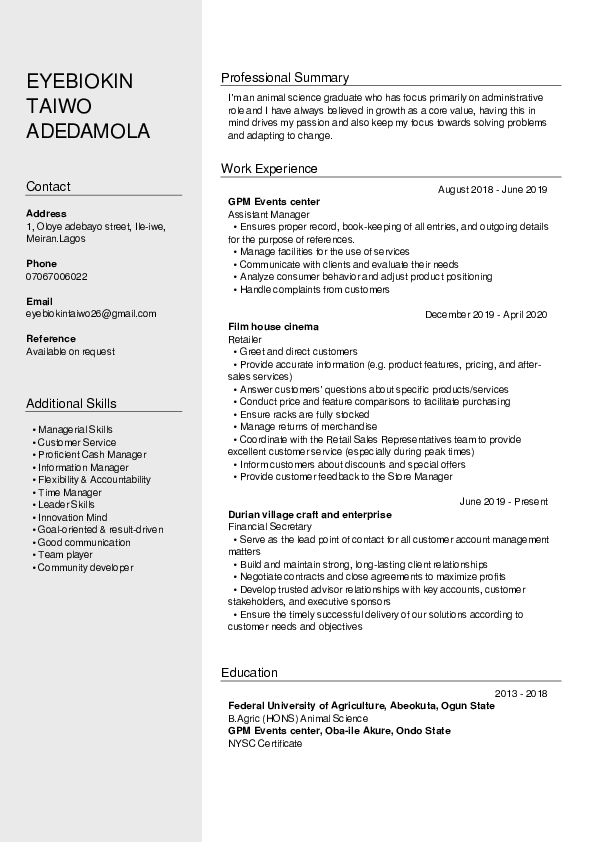 EYEBIOKIN
TAIWO
ADEDAMOLA
Contact
Address
1, Oloye adebayo street, Ile-iwe,
Meiran.Lagos
Phone
07067006022
Email
eyebiokintaiwo26@gmail.com
Reference
Available on request
Additional Skills
• Managerial Skills
• Customer Service
• Proficient Cash Manager
• Information Manager
• Flexibility & Accountability
• Time Manager
• Leader Skills
• Innovation Mind
• Goal-oriented & result-driven
• Good communication
• Team player
• Community developer
Professional Summary
I'm an animal science graduate who has focus primarily on administrative
role and I have always believed in growth as a core value, having this in
mind drives my passion and also keep my focus towards solving problems
and adapting to change.
Work Experience
August 2018 - June 2019
GPM Events center
Assistant Manager
• Ensures proper record, book-keeping of all entries, and outgoing details
for the purpose of references.
• Manage facilities for the use of services
• Communicate with clients and evaluate their needs
• Analyze consumer behavior and adjust product positioning
• Handle complaints from customers
December 2019 - April 2020
Film house cinema
Retailer
• Greet and direct customers
• Provide accurate information (e.g. product features, pricing, and after-
sales services)
• Answer customers' questions about specific products/services
• Conduct price and feature comparisons to facilitate purchasing
• Ensure racks are fully stocked
• Manage returns of merchandise
• Coordinate with the Retail Sales Representatives team to provide
excellent customer service (especially during peak times)
• Inform customers about discounts and special offers
• Provide customer feedback to the Store Manager
June 2019 - Present
Durian village craft and enterprise
Financial Secretary
• Serve as the lead point of contact for all customer account management
matters
• Build and maintain strong, long-lasting client relationships
• Negotiate contracts and close agreements to maximize profits
• Develop trusted advisor relationships with key accounts, customer
stakeholders, and executive sponsors
• Ensure the timely successful delivery of our solutions according to
customer needs and objectives
Education
2013 - 2018
Federal University of Agriculture, Abeokuta, Ogun State
B.Agric (HONS) Animal Science
GPM Events center, Oba-ile Akure, Ondo State
NYSC Certificate